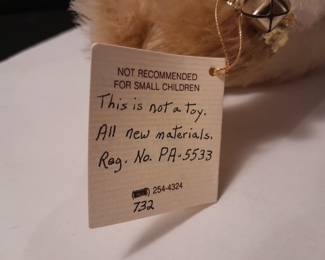 NOT RECOMMENDED
FOR SMALL CHILDREN
This is not a toy.
All new materials.
Reg. No. PA-5533
254-4324
732